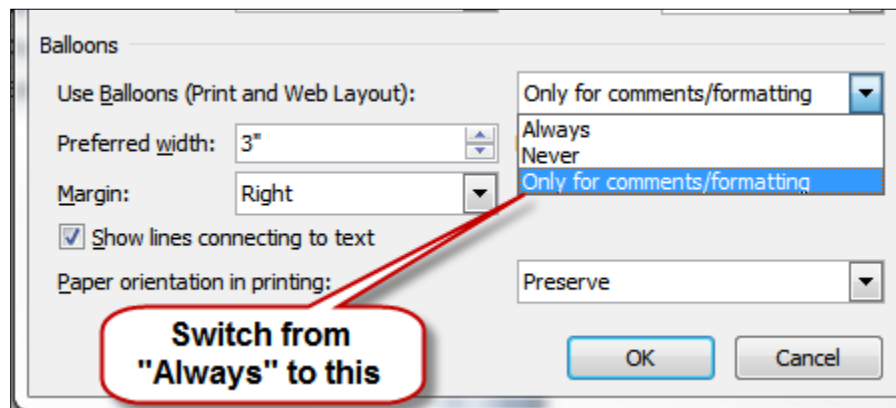 Balloons
Use Balloons (Print and Web Layout):
Only for comments/formatting
Always
Never
Only for comments/formatting
Preferred width:
3"
Margin:
Right
Show lines connecting to text
Paper orientation in printing:
Preserve
Switch from
"Always" to this
OK
Cancel